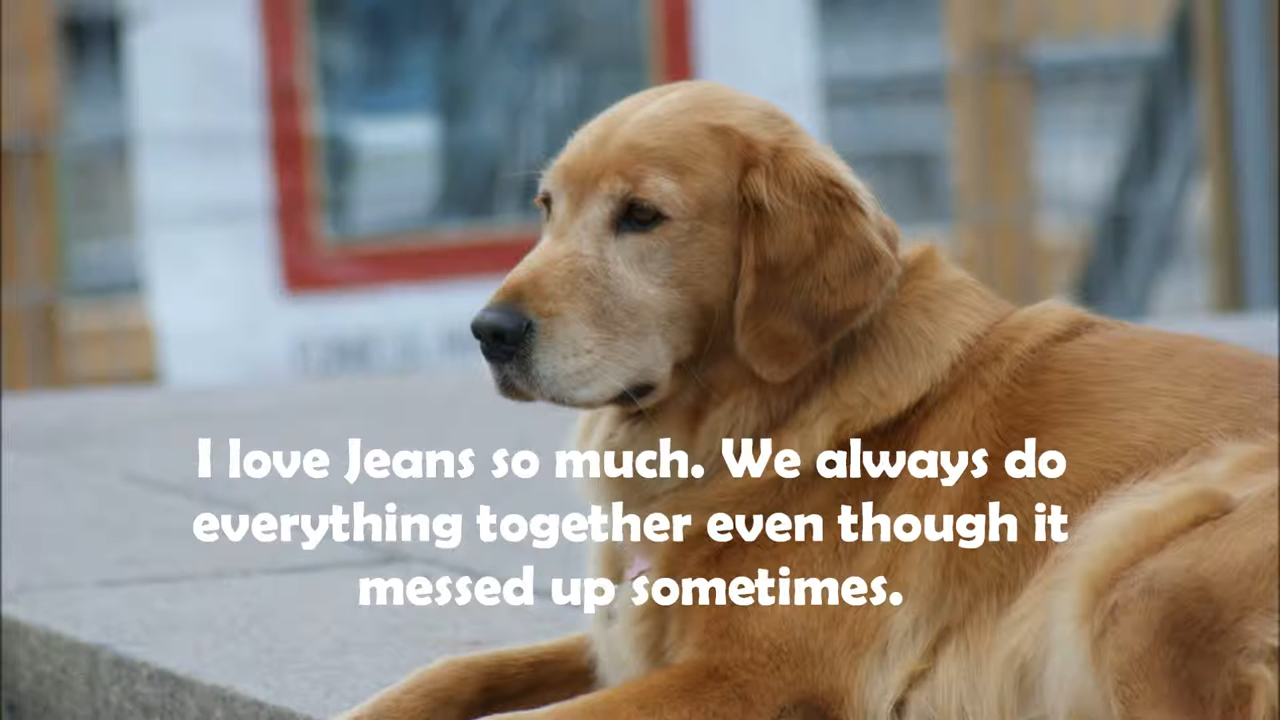 I love Jeans so much. We always do
everything together even though it
messed up sometimes.